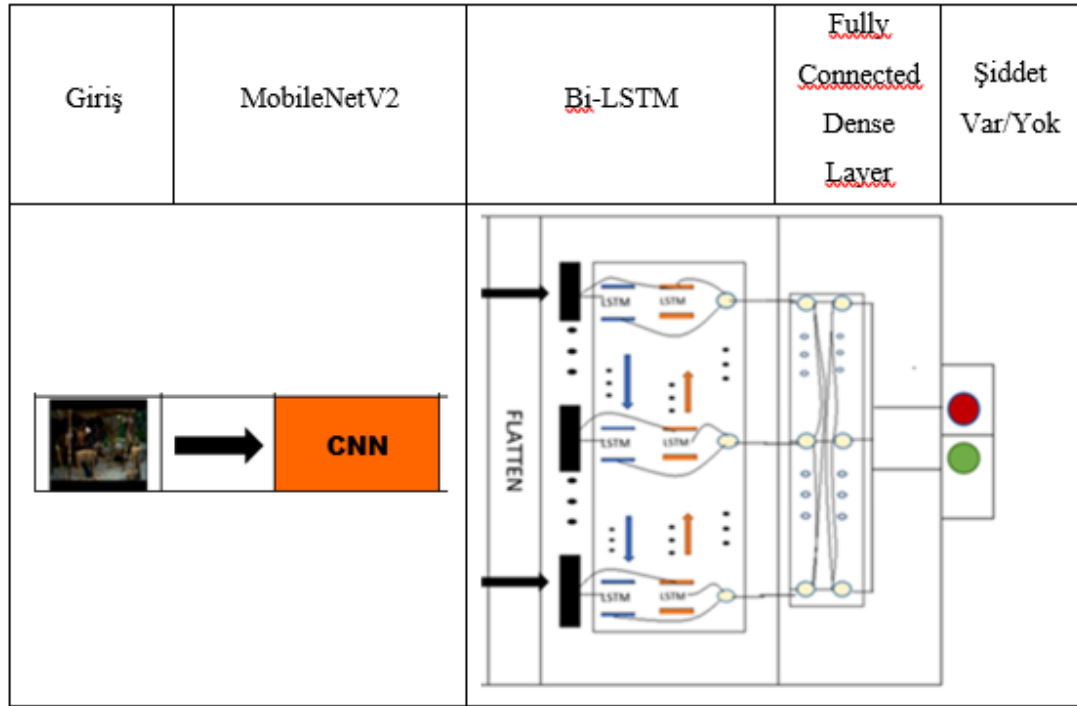 Giriş
MobileNetV2
Bi-LSTM
Fully
Connected
Dense
Layer
Şiddet
Var/Yok
CNN
FLATTEN
LSTM
LSTM
LSTM
LSTM
LSTM
LSTM